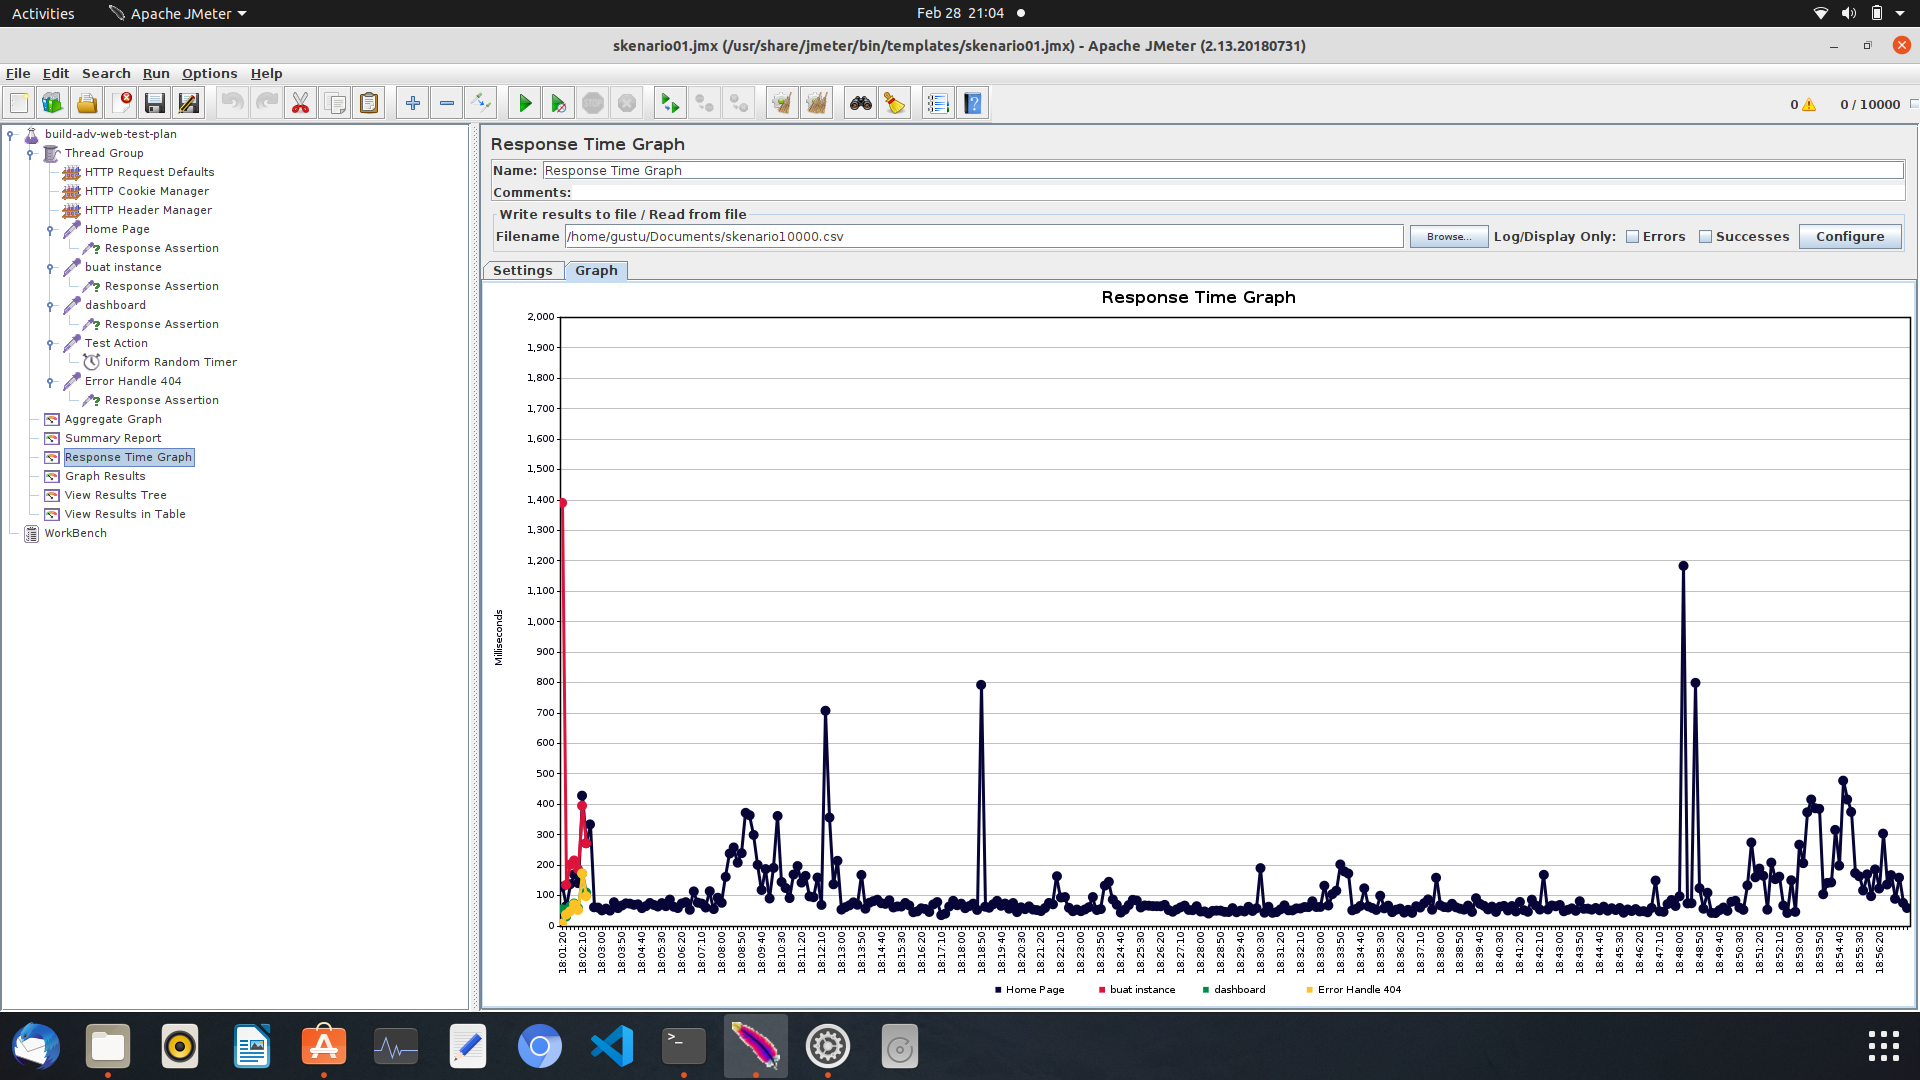 Activities
Apache JMeter
Feb 28 21:04
skenario01.jmx (/usr/share/jmeter/bin/templates/skenario01.jmx) - Apache JMeter (2.13.20180731)
File Edit Search Run Options Help
0 0 / 10000
build-adv-web-test-plan
Thread Group
HTTP Request Defaults
HTTP Cookie Manager
HTTP Header Manager
Home Page
Response Assertion
buat instance
Response Assertion
dashboard
Response Assertion
Test Action
Uniform Random Timer
Error Handle 404
Response Assertion
Aggregate Graph
Summary Report
Response Time Graph
Graph Results
View Results Tree
View Results in Table
WorkBench
Response Time Graph
Name: Response Time Graph
Comments:
Write results to file / Read from file
Filename /home/gustu/Documents/skenario10000.csv Browse... Log/Display Only: Errors Successes Configure
Settings Graph
Response Time Graph
2,000
1,900
1,800
1,700
1,600
1,500
1,400
1,300
1,200
1,100
1,000
900
800
700
600
500
400
300
200
100
0
Milliseconds
18:01:20 18:02:10 18:03:00 18:03:50 18:04:40 18:05:30 18:06:20 18:07:10 18:08:00 18:08:50 18:09:40 18:10:30 18:11:20 18:12:10 18:13:00 18:13:50 18:14:40 18:15:30 18:16:20 18:17:10 18:18:00 18:18:50 18:19:40 18:20:30 18:21:20 18:22:10 18:23:00 18:23:50 18:24:40 18:25:30 18:26:20 18:27:10 18:28:00 18:28:50 18:29:40 18:30:30 18:31:20 18:32:10 18:33:00 18:33:50 18:34:40 18:35:30 18:36:20 18:37:10 18:38:00 18:38:50 18:39:40 18:40:30 18:41:20 18:42:10 18:43:00 18:43:50 18:44:40 18:45:30 18:46:20 18:47:10 18:48:00 18:48:50 18:49:40 18:50:30 18:51:20 18:52:10 18:53:00 18:53:50 18:54:40 18:55:30 18:56:20
Home Page buat instance dashboard Error Handle 404